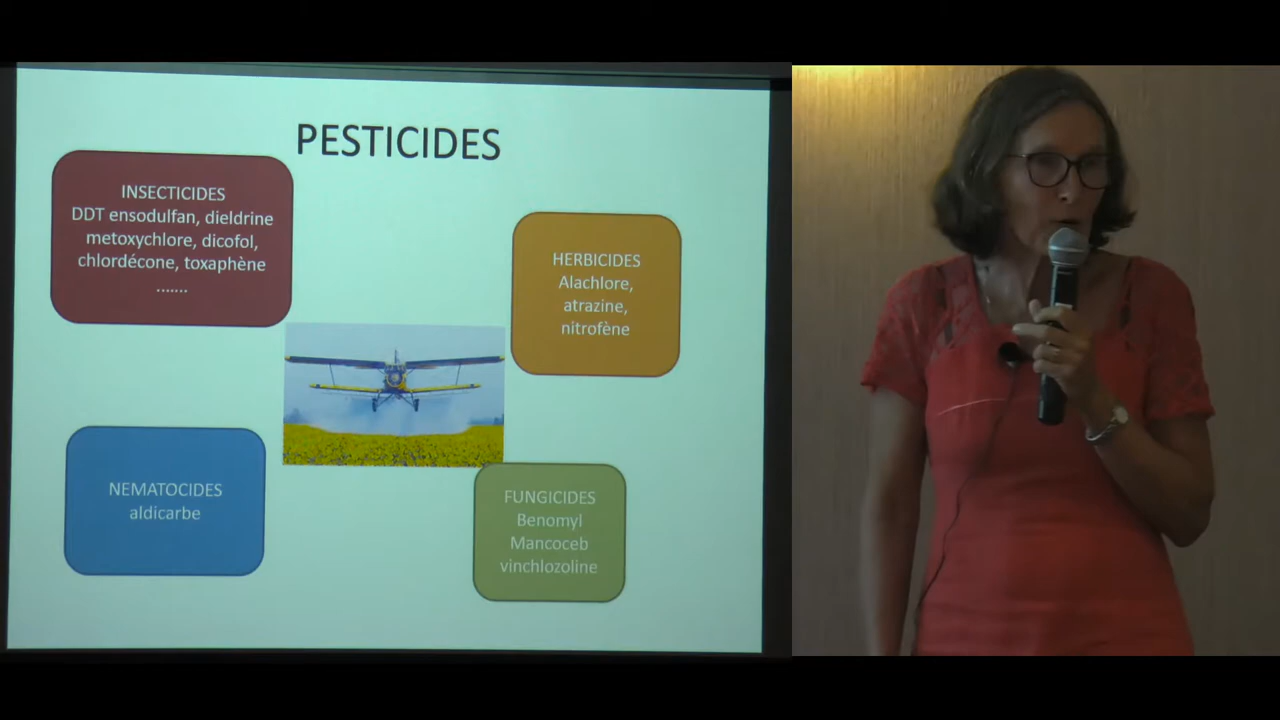 PESTICIDES
INSECTICIDES
DDT ensodulfan, dieldrine
metoxychlore, dicofol,
chlordécone, toxaphène
.......
HERBICIDES
Alachlore,
atrazine,
nitrofène
NEMATOCIDES
aldicarbe
FUNGICIDES
Benomyl
Mancoceb
vinchlozoline